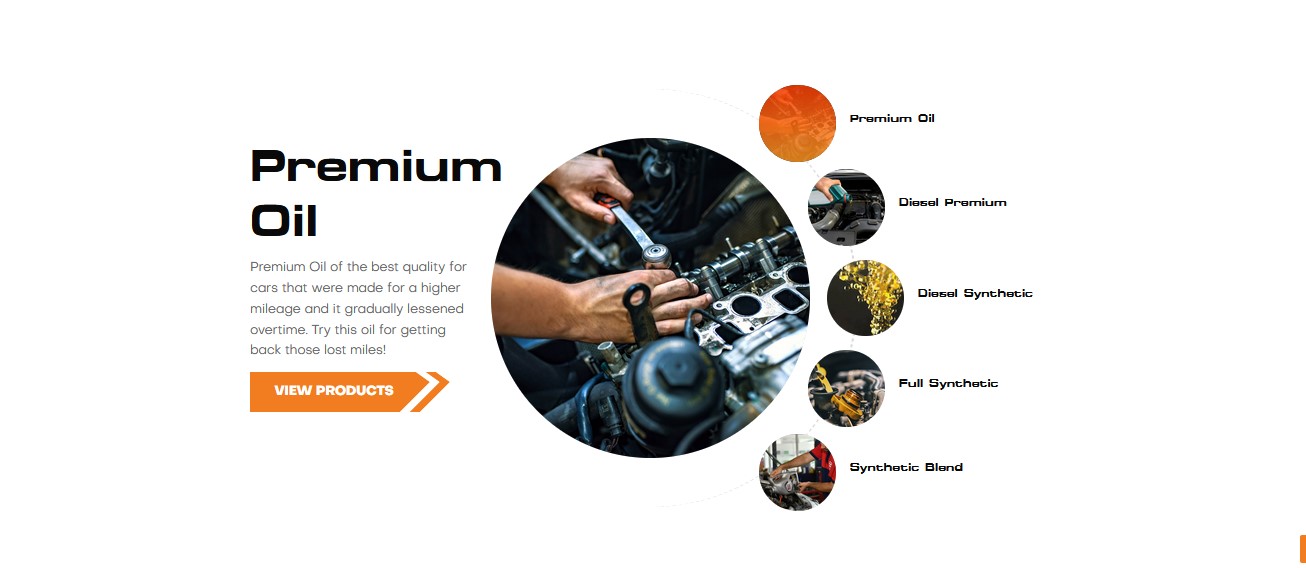 Premium
Oil
Premium Oil of the best quality for
cars that were made for a higher
mileage and it gradually lessened
overtime. Try this oil for getting
back those lost miles!
VIEW PRODUCTS
Premium Oil
Diesel Premium
Diesel Synthetic
Full Synthetic
Synthetic Blend